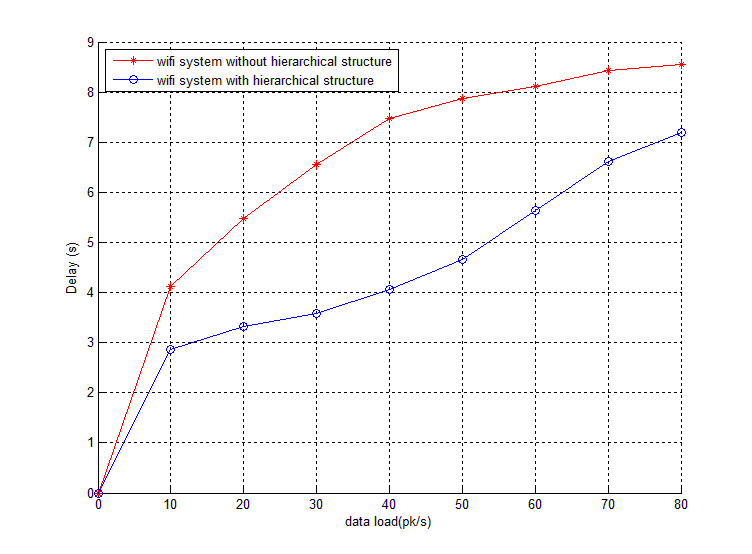 9
8
7
6
5
4
3
2
1
0
Delay (s)
wifi system without hierarchical structure
wifi system with hierarchical structure
0 10 20 30 40 50 60 70 80
data load(pk/s)